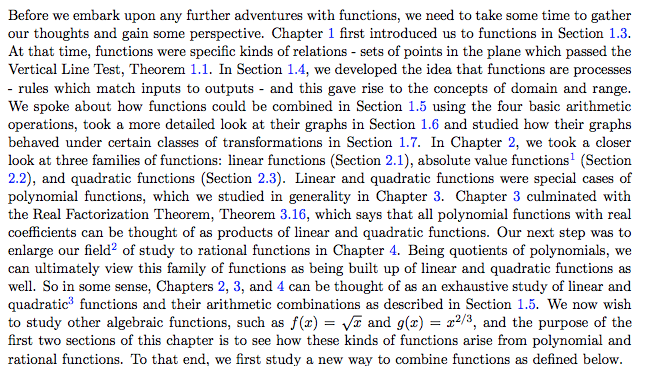 Before we embark upon any further adventures with functions, we need to take some time to gather
our thoughts and gain some perspective. Chapter 1 first introduced us to functions in Section 1.3.
At that time, functions were specific kinds of relations - sets of points in the plane which passed the
Vertical Line Test, Theorem 1.1. In Section 1.4, we developed the idea that functions are processes
- rules which match inputs to outputs - and this gave rise to the concepts of domain and range.
We spoke about how functions could be combined in Section 1.5 using the four basic arithmetic
operations, took a more detailed look at their graphs in Section 1.6 and studied how their graphs
behaved under certain classes of transformations in Section 1.7. In Chapter 2, we took a closer
look at three families of functions: linear functions (Section 2.1), absolute value functions¹ (Section
2.2), and quadratic functions (Section 2.3). Linear and quadratic functions were special cases of
polynomial functions, which we studied in generality in Chapter 3. Chapter 3 culminated with
the Real Factorization Theorem, Theorem 3.16, which says that all polynomial functions with real
coefficients can be thought of as products of linear and quadratic functions. Our next step was to
enlarge our field² of study to rational functions in Chapter 4. Being quotients of polynomials, we
can ultimately view this family of functions as being built up of linear and quadratic functions as
well. So in some sense, Chapters 2, 3, and 4 can be thought of as an exhaustive study of linear and
quadratic³ functions and their arithmetic combinations as described in Section 1.5. We now wish
to study other algebraic functions, such as f(x) = √x and g(x) = x^{2/3}, and the purpose of the
first two sections of this chapter is to see how these kinds of functions arise from polynomial and
rational functions. To that end, we first study a new way to combine functions as defined below.